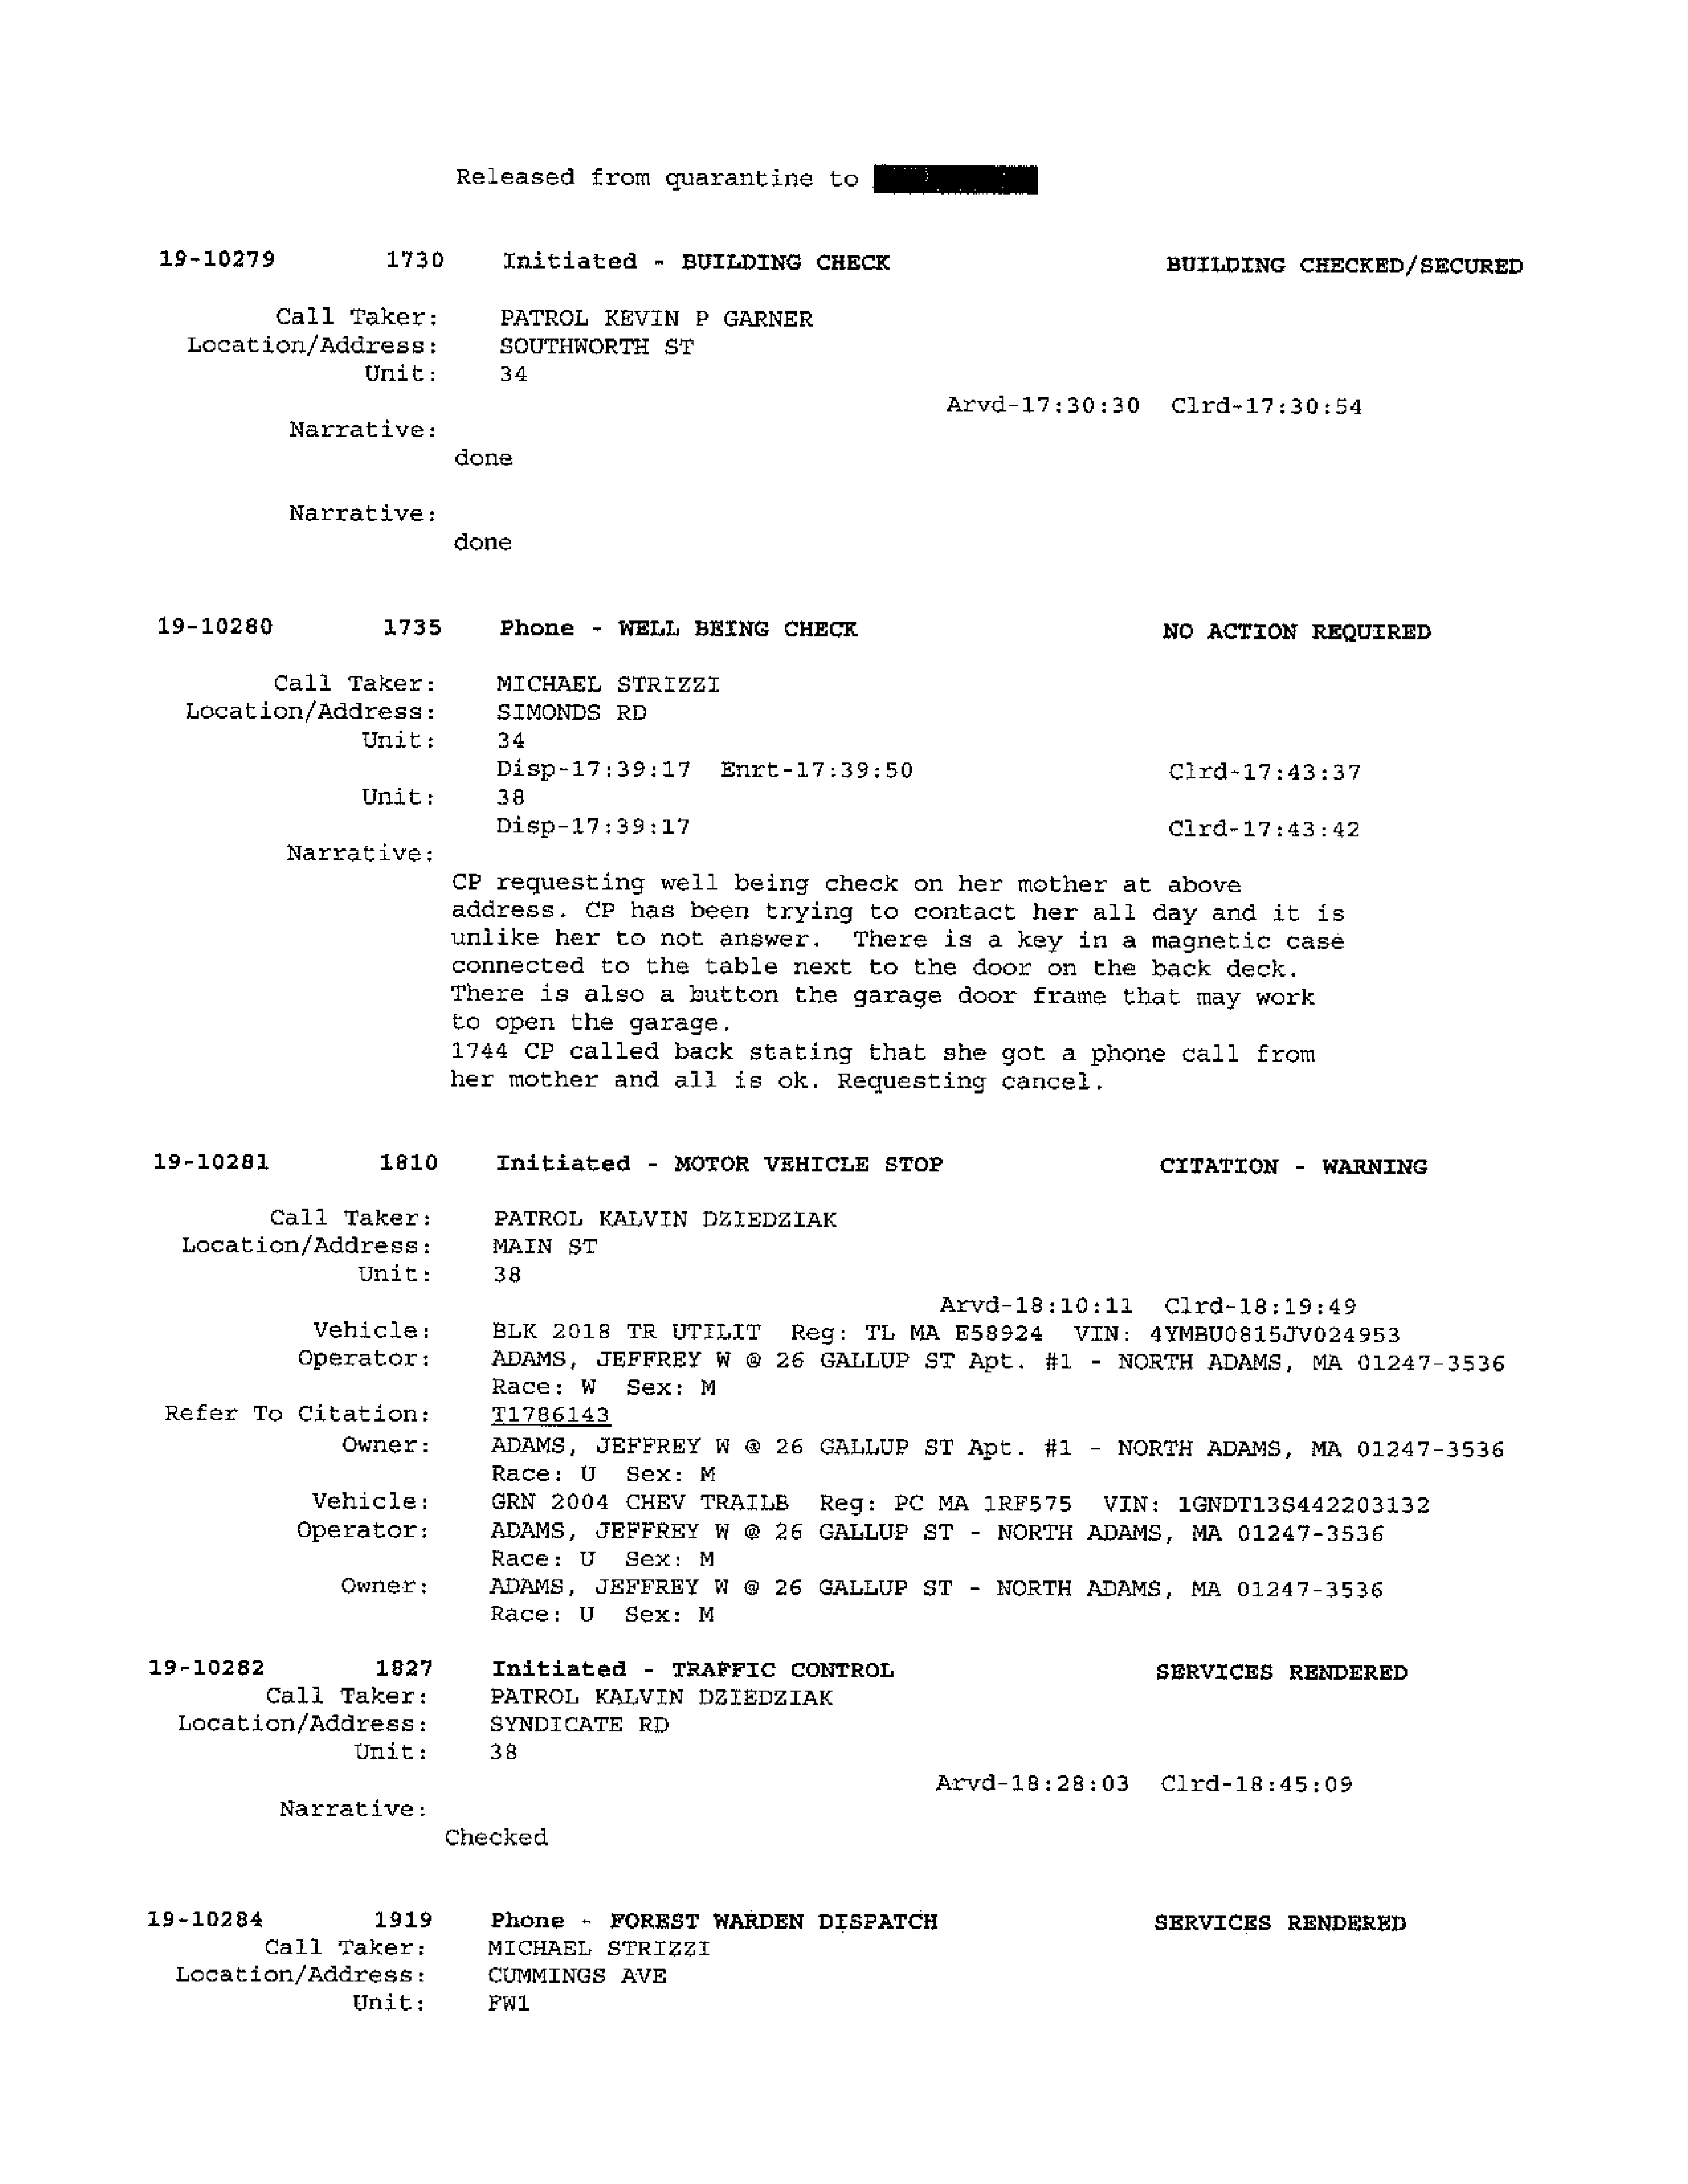 Released from quarantine to
19-10279 1730 Initiated - BUILDING CHECK BUILDING CHECKED/SECURED
Call Taker: PATROL KEVIN P GARNER
Location/Address: SOUTHWORTH ST
Unit: 34
Arvd-17:30:30 Clrd-17:30:54
Narrative:
done
Narrative:
done
19-10280 1735 Phone - WELL BEING CHECK NO ACTION REQUIRED
Call Taker: MICHAEL STRIZZI
Location/Address: SIMONDS RD
Unit: 34
Disp-17:39:17 Enrt-17:39:50 Clrd-17:43:37
Unit: 38
Disp-17:39:17 Clrd-17:43:42
Narrative:
CP requesting well being check on her mother at above
address. CP has been trying to contact her all day and it is
unlike her to not answer. There is a key in a magnetic case
connected to the table next to the door on the back deck.
There is also a button the garage door frame that may work
to open the garage.
1744 CP called back stating that she got a phone call from
her mother and all is ok. Requesting cancel.
19-10281 1810 Initiated - MOTOR VEHICLE STOP CITATION - WARNING
Call Taker: PATROL KALVIN DZIEDZIAK
Location/Address: MAIN ST
Unit: 38
Arvd-18:10:11 Clrd-18:19:49
Vehicle: BLK 2018 TR UTILIT Reg: TL MA E58924 VIN: 4YMBU0815JV024953
Operator: ADAMS, JEFFREY W @ 26 GALLUP ST Apt. #1 - NORTH ADAMS, MA 01247-3536
Race: W Sex: M
Refer To Citation: T1786143
Owner: ADAMS, JEFFREY W @ 26 GALLUP ST Apt. #1 - NORTH ADAMS, MA 01247-3536
Race: U Sex: M
Vehicle: GRN 2004 CHEV TRAILB Reg: PC MA 1RF575 VIN: 1GNDT13S442203132
Operator: ADAMS, JEFFREY W @ 26 GALLUP ST - NORTH ADAMS, MA 01247-3536
Race: U Sex: M
Owner: ADAMS, JEFFREY W @ 26 GALLUP ST - NORTH ADAMS, MA 01247-3536
Race: U Sex: M
19-10282 1827 Initiated - TRAFFIC CONTROL SERVICES RENDERED
Call Taker: PATROL KALVIN DZIEDZIAK
Location/Address: SYNDICATE RD
Unit: 38
Arvd-18:28:03 Clrd-18:45:09
Narrative:
Checked
19-10284 1919 Phone - FOREST WARDEN DISPATCH SERVICES RENDERED
Call Taker: MICHAEL STRIZZI
Location/Address: CUMMINGS AVE
Unit: FW1